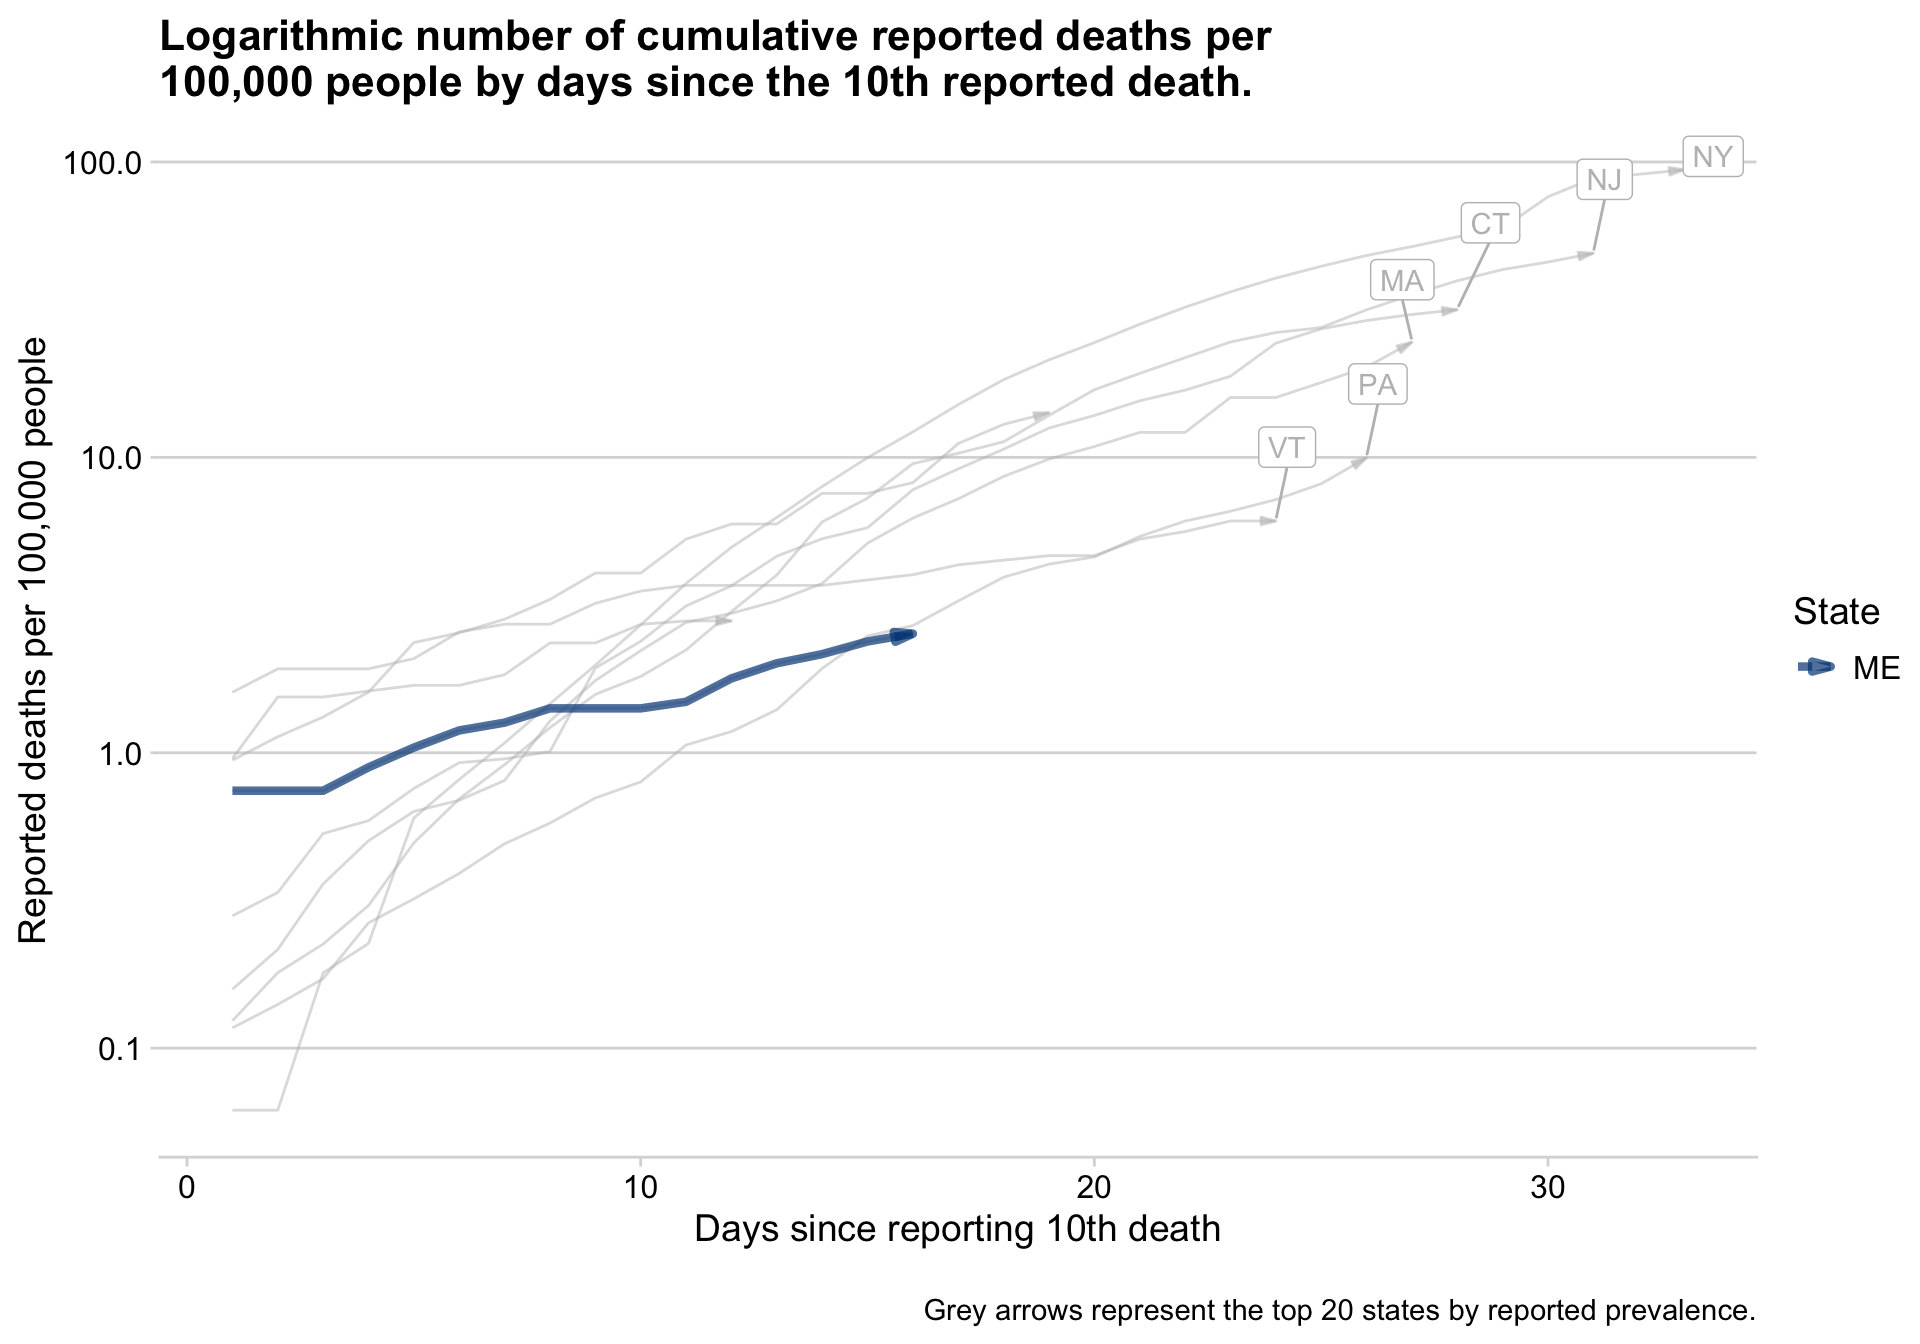 Logarithmic number of cumulative reported deaths per
100,000 people by days since the 10th reported death.
100.0
10.0
1.0
0.1
Reported deaths per 100,000 people
NY
NJ
CT
MA
PA
VT
State
ME
0
10
20
30
Days since reporting 10th death
Grey arrows represent the top 20 states by reported prevalence.